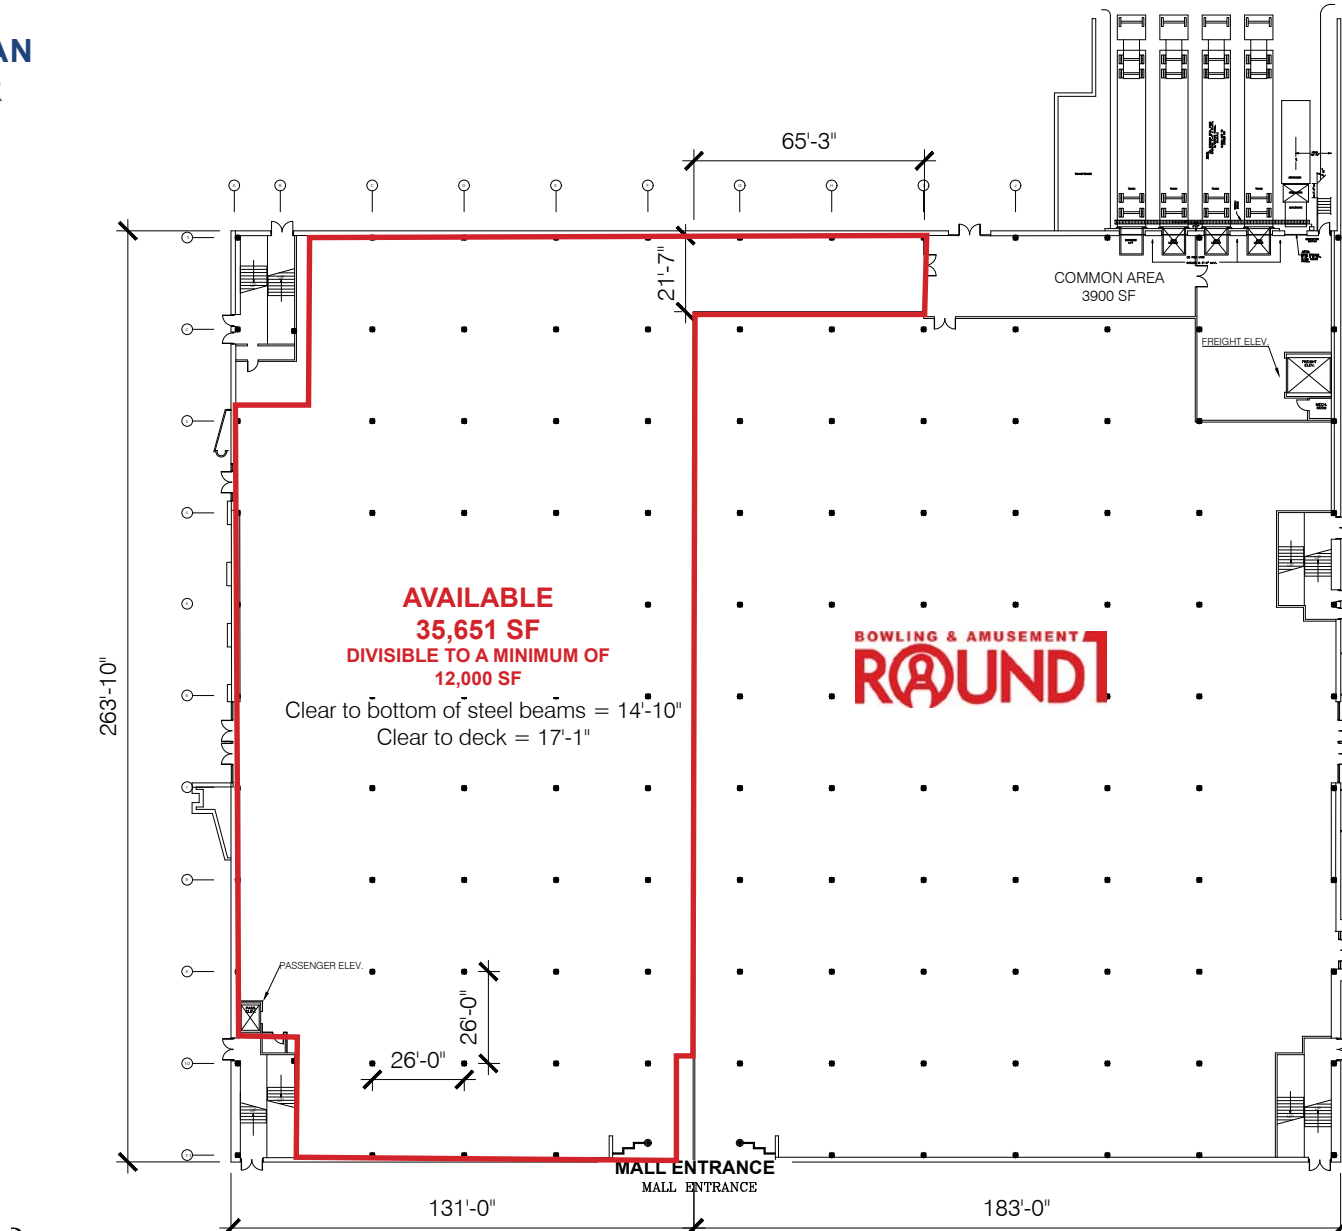 AN
65'-3"
A
B
C
D
E
F
G
H
J
21'-7"
COMMON AREA
3900 SF
FREIGHT ELEV.
FREIGHT
ELEV.
263'-10"
AVAILABLE
35,651 SF
DIVISIBLE TO A MINIMUM OF
12,000 SF
Clear to bottom of steel beams = 14'-10"
Clear to deck = 17'-1"
BOWLING & AMUSEMENT
ROUND1
PASSENGER ELEV.
26'-0"
26'-0"
MALL ENTRANCE
MALL ENTRANCE
131'-0"
183'-0"